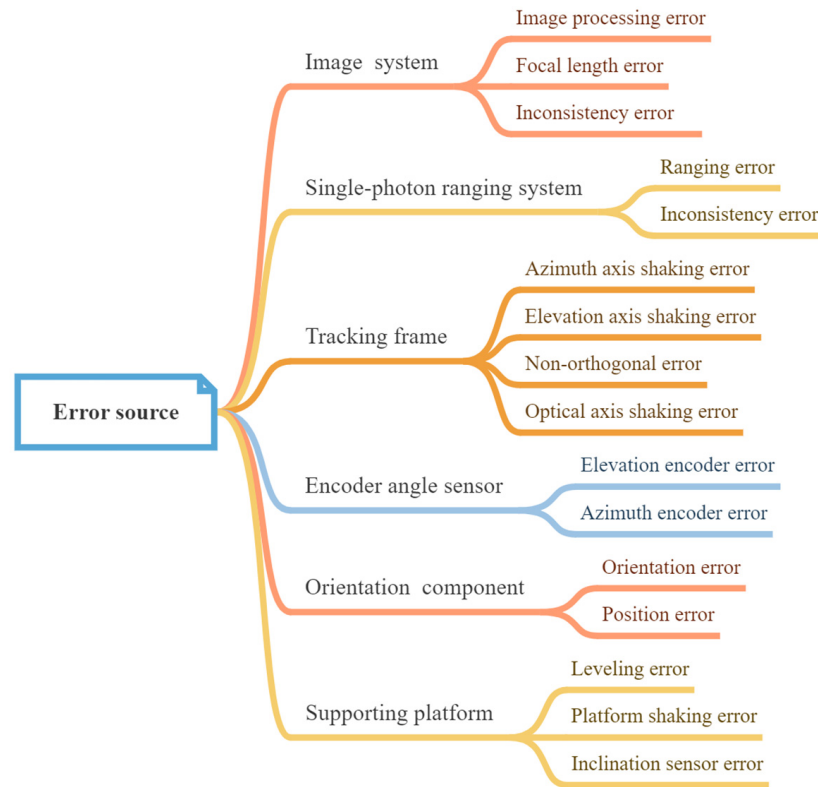 Error source
Image system
Image processing error
Focal length error
Inconsistency error
Single-photon ranging system
Ranging error
Inconsistency error
Tracking frame
Azimuth axis shaking error
Elevation axis shaking error
Non-orthogonal error
Optical axis shaking error
Encoder angle sensor
Elevation encoder error
Azimuth encoder error
Orientation component
Orientation error
Position error
Supporting platform
Leveling error
Platform shaking error
Inclination sensor error